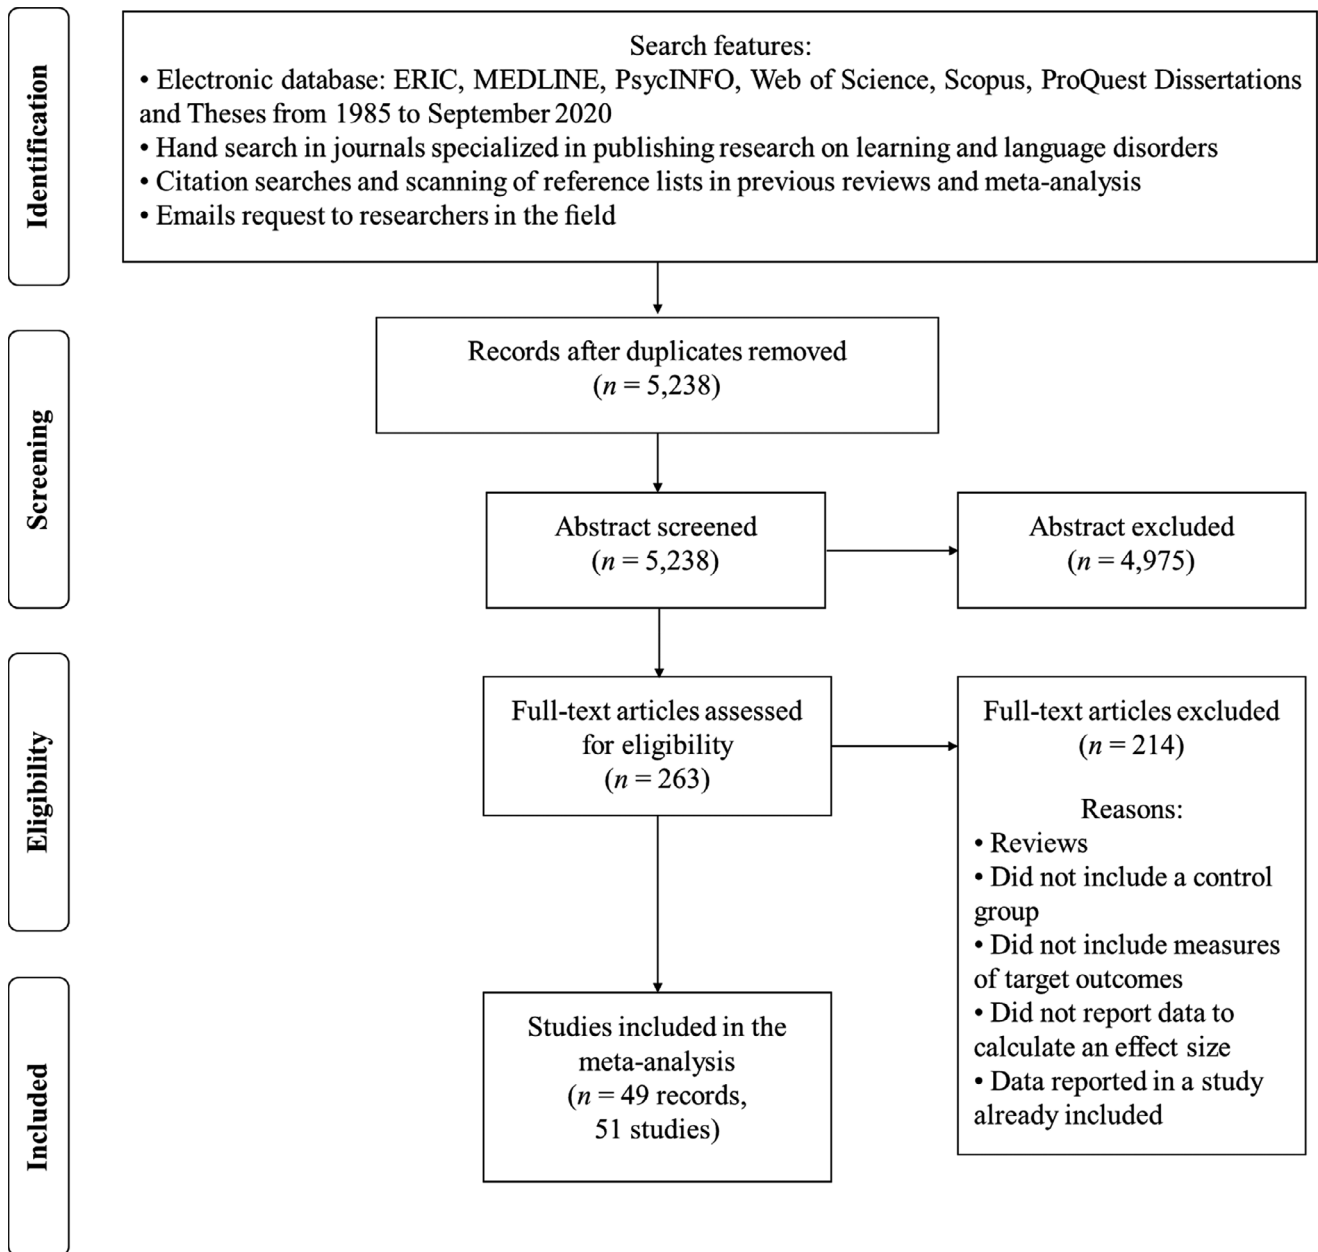 Identification
Search features:
• Electronic database: ERIC, MEDLINE, PsycINFO, Web of Science, Scopus, ProQuest Dissertations
and Theses from 1985 to September 2020
• Hand search in journals specialized in publishing research on learning and language disorders
• Citation searches and scanning of reference lists in previous reviews and meta-analysis
• Emails request to researchers in the field
Screening
Records after duplicates removed
(n = 5,238)
Abstract screened
(n = 5,238)
Abstract excluded
(n = 4,975)
Eligibility
Full-text articles assessed
for eligibility
(n = 263)
Full-text articles excluded
(n = 214)
Reasons:
• Reviews
• Did not include a control
group
• Did not include measures
of target outcomes
• Did not report data to
calculate an effect size
• Data reported in a study
already included
Included
Studies included in the
meta-analysis
(n = 49 records,
51 studies)